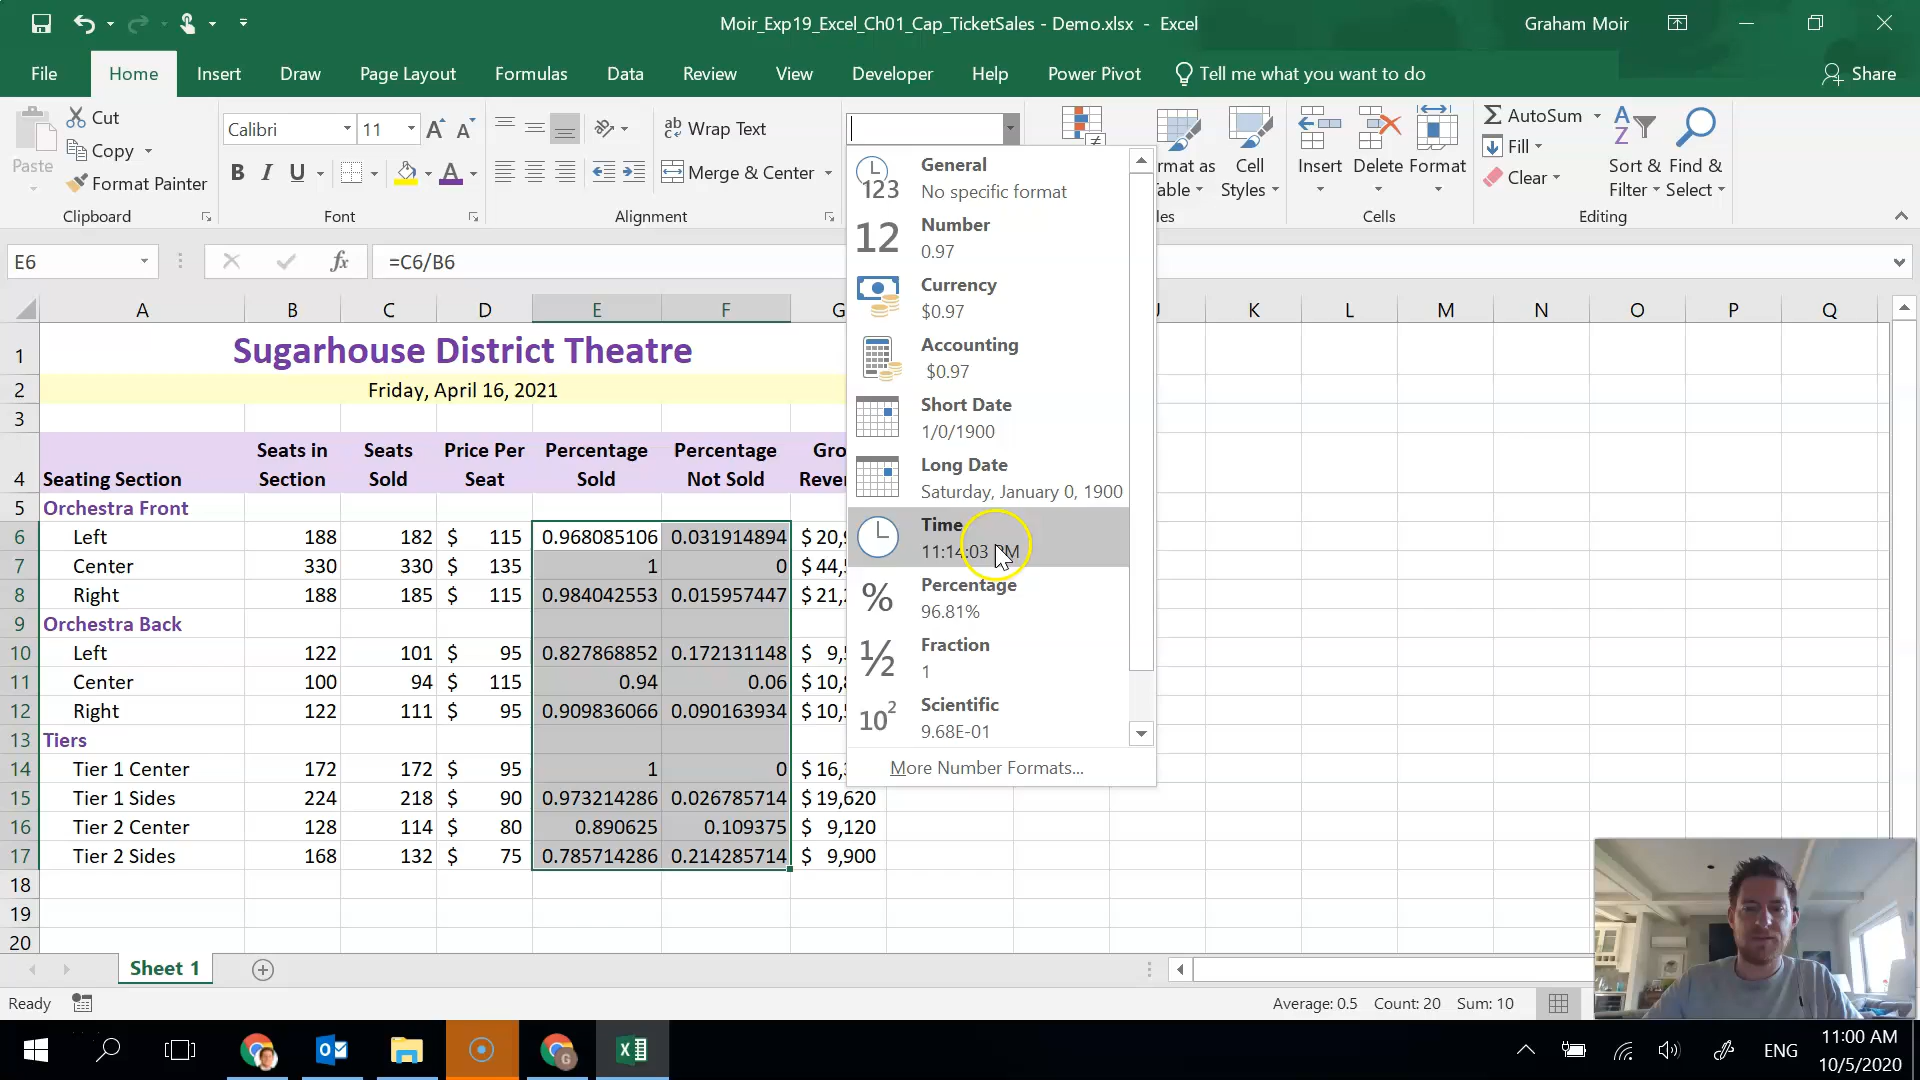 Moir_Exp19_Excel_Ch01_Cap_TicketSales - Demo.xlsx - Excel
Graham Moir
File Home Insert Draw Page Layout Formulas Data Review View Developer Help Power Pivot Tell me what you want to do Share
Paste
Cut
Copy
Format Painter
Clipboard
Calibri 11
B I U
Font
Wrap Text
Merge & Center
Alignment
Cell Styles
Insert Delete Format
Cells
AutoSum
Fill
Clear
Sort & Filter
Find & Select
Editing
E6
fx
=C6/B6
A B C D E F K L M N O P Q
1 Sugarhouse District Theatre
2 Friday, April 16, 2021
3
4 Seating Section Seats in Section Seats Sold Price Per Seat Percentage Sold Percentage Not Sold
5 Orchestra Front
6 Left 188 182 $ 115 0.968085106 0.031914894
7 Center 330 330 $ 135 1 0
8 Right 188 185 $ 115 0.984042553 0.015957447
9 Orchestra Back
10 Left 122 101 $ 95 0.827868852 0.172131148
11 Center 100 94 $ 115 0.94 0.06
12 Right 122 111 $ 95 0.909836066 0.090163934
13 Tiers
14 Tier 1 Center 172 172 $ 95 1 0
15 Tier 1 Sides 224 218 $ 90 0.973214286 0.026785714 $ 19,620
16 Tier 2 Center 128 114 $ 80 0.890625 0.109375 $ 9,120
17 Tier 2 Sides 168 132 $ 75 0.785714286 0.214285714 $ 9,900
18
19
20
123
General
No specific format
12
Number
0.97
Currency
$0.97
Accounting
$0.97
Short Date
1/0/1900
Long Date
Saturday, January 0, 1900
Time
11:14:03 PM
%
Percentage
96.81%
½
Fraction
1
10²
Scientific
9.68E-01
More Number Formats...
Sheet 1
Ready
Average: 0.5 Count: 20 Sum: 10
ENG
11:00 AM
10/5/2020